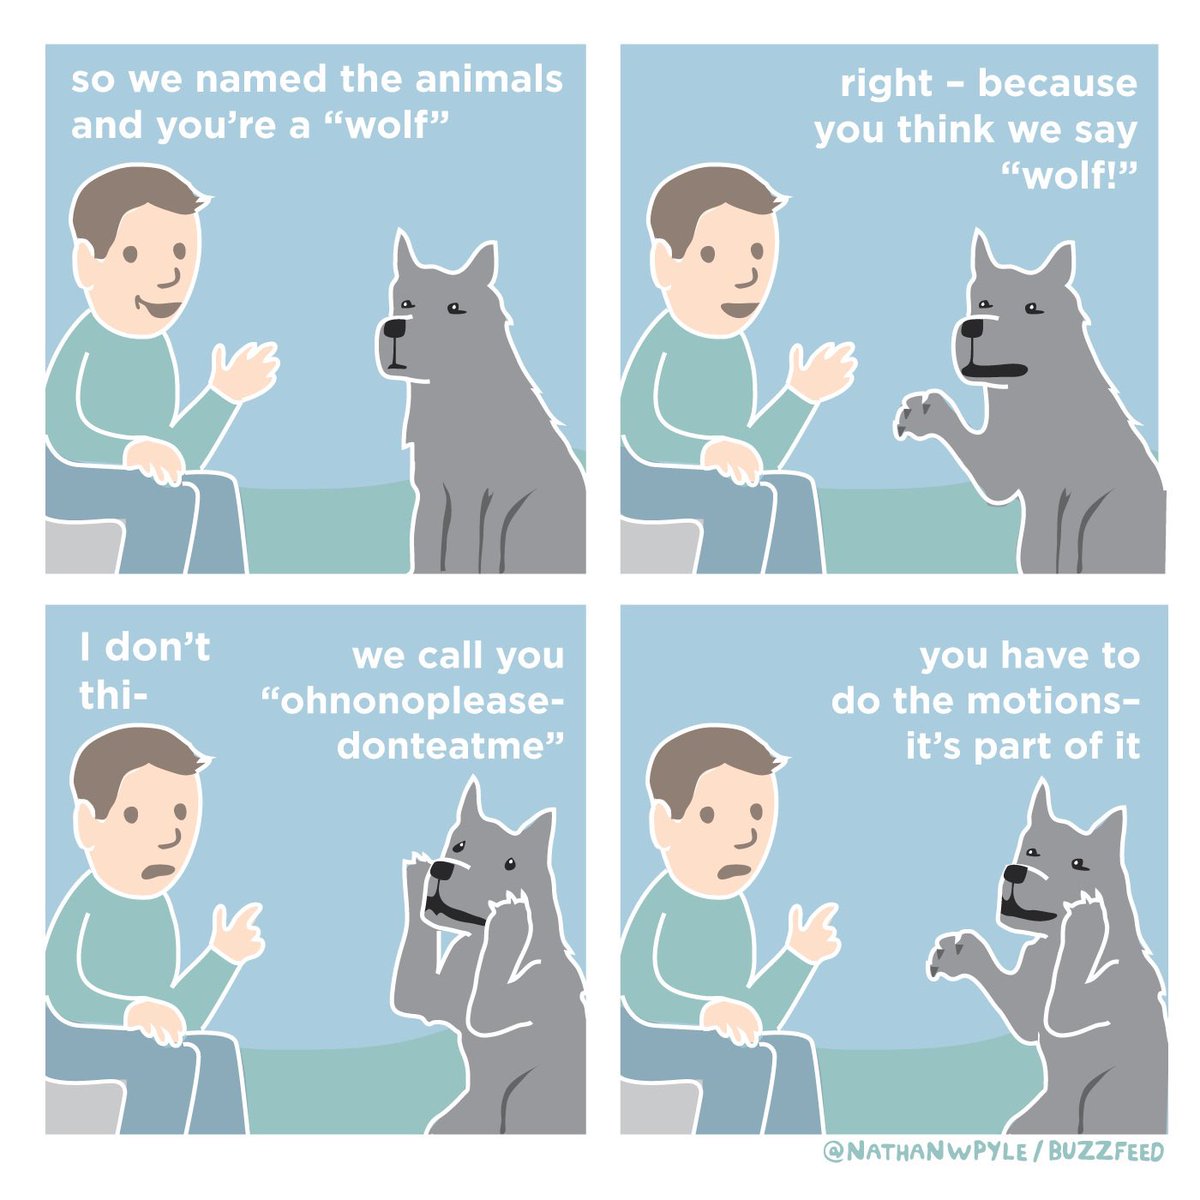 so we named the animals
and you’re a “wolf”
right – because
you think we say
“wolf!”
I don’t
thi-
we call you
“ohnonoplease-
donteatme”
you have to
do the motions–
it’s part of it
@NATHANWPYLE / BUZZFEED